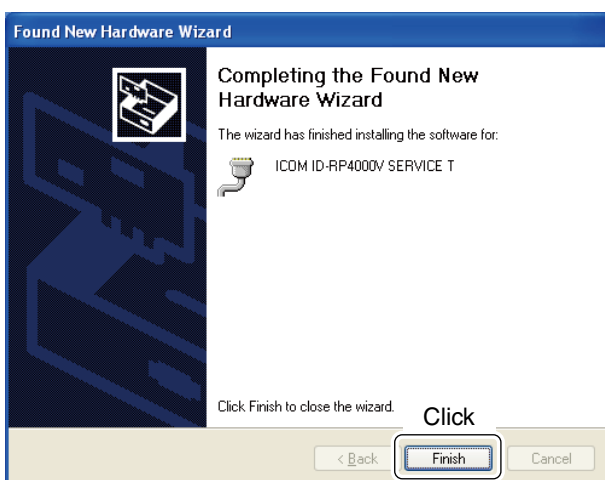 Found New Hardware Wizard
Completing the Found New
Hardware Wizard
The wizard has finished installing the software for:
ICOM ID-RP4000V SERVICE T
Click Finish to close the wizard.
Click
< Back
Finish
Cancel